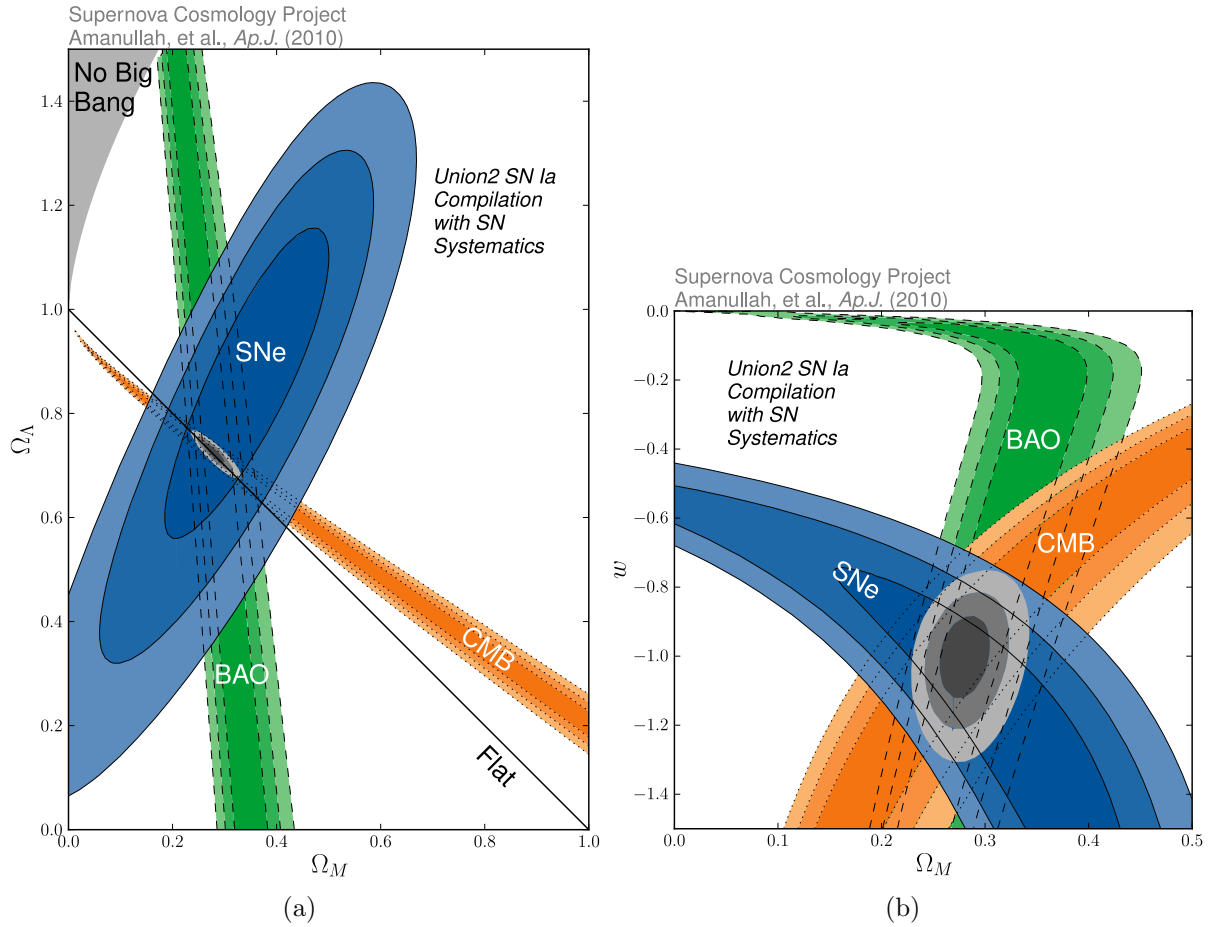 Supernova Cosmology Project
Amanullah, et al., Ap.J. (2010)
No Big
Bang
Union2 SN Ia
Compilation
with SN
Systematics
SNe
BAO
CMB
Flat
1.4
1.2
1.0
0.8
0.6
0.4
0.2
0.0
Ω_Λ
0.0 0.2 0.4 0.6 0.8 1.0
Ω_M
(a)
Supernova Cosmology Project
Amanullah, et al., Ap.J. (2010)
Union2 SN Ia
Compilation
with SN
Systematics
BAO
CMB
SNe
0.0
−0.2
−0.4
−0.6
−0.8
−1.0
−1.2
−1.4
w
0.0 0.1 0.2 0.3 0.4 0.5
Ω_M
(b)